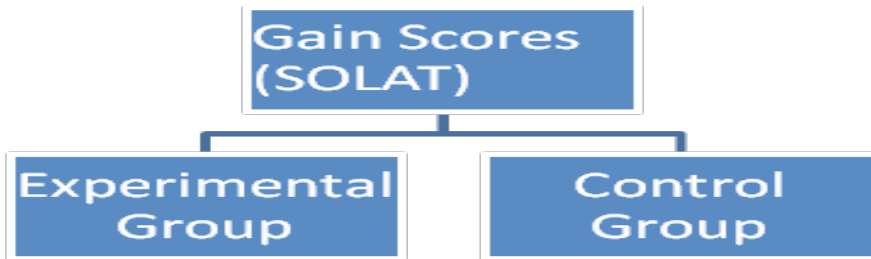 Gain Scores
(SOLAT)
Experimental
Group
Control
Group